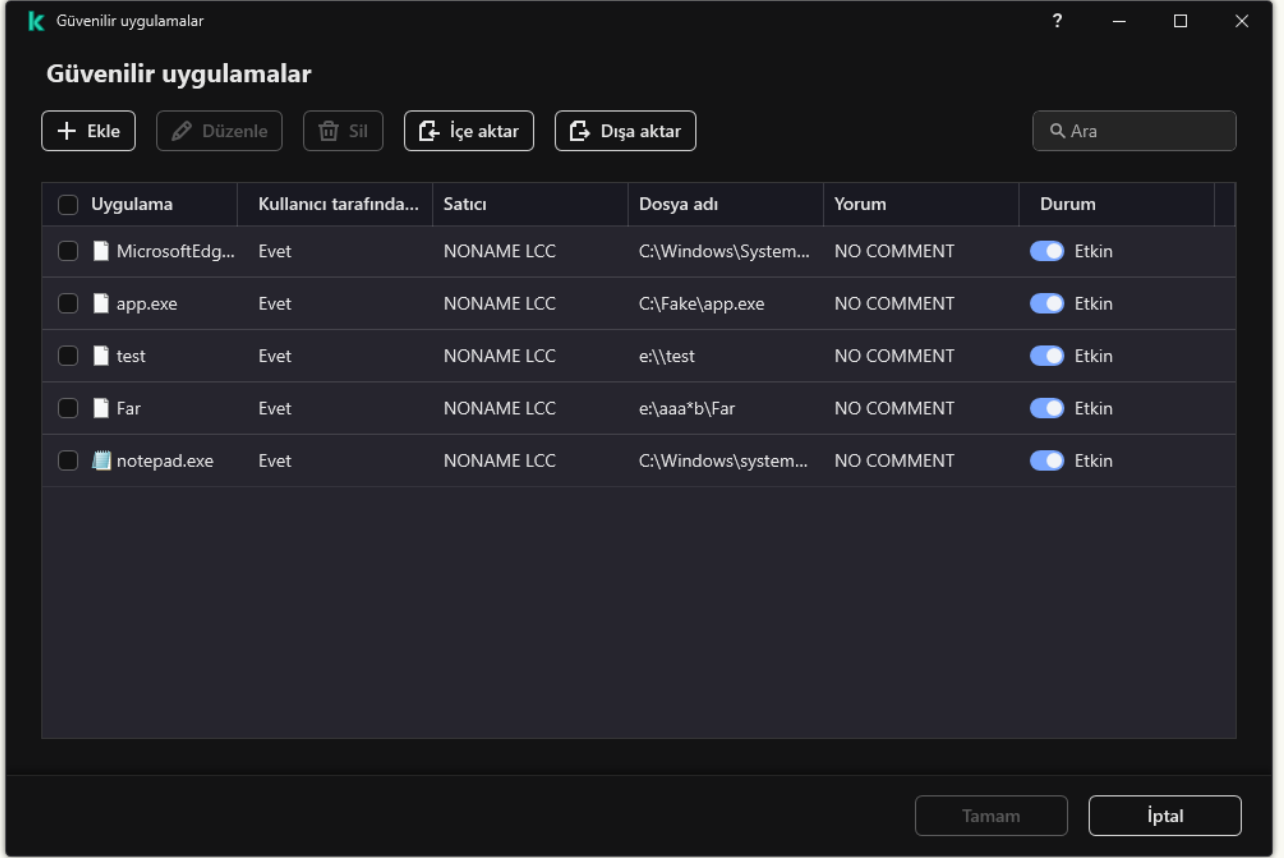 Güvenilir uygulamalar
?
Güvenilir uygulamalar
Ekle Düzenle Sil İçe aktar Dışa aktar Ara
Uygulama Kullanıcı tarafında... Satıcı Dosya adı Yorum Durum
MicrosoftEdg... Evet NONAME LCC C:\Windows\System... NO COMMENT Etkin
app.exe Evet NONAME LCC C:\Fake\app.exe NO COMMENT Etkin
test Evet NONAME LCC e:\\test NO COMMENT Etkin
Far Evet NONAME LCC e:\aaa*b\Far NO COMMENT Etkin
notepad.exe Evet NONAME LCC C:\Windows\system... NO COMMENT Etkin
Tamam İptal